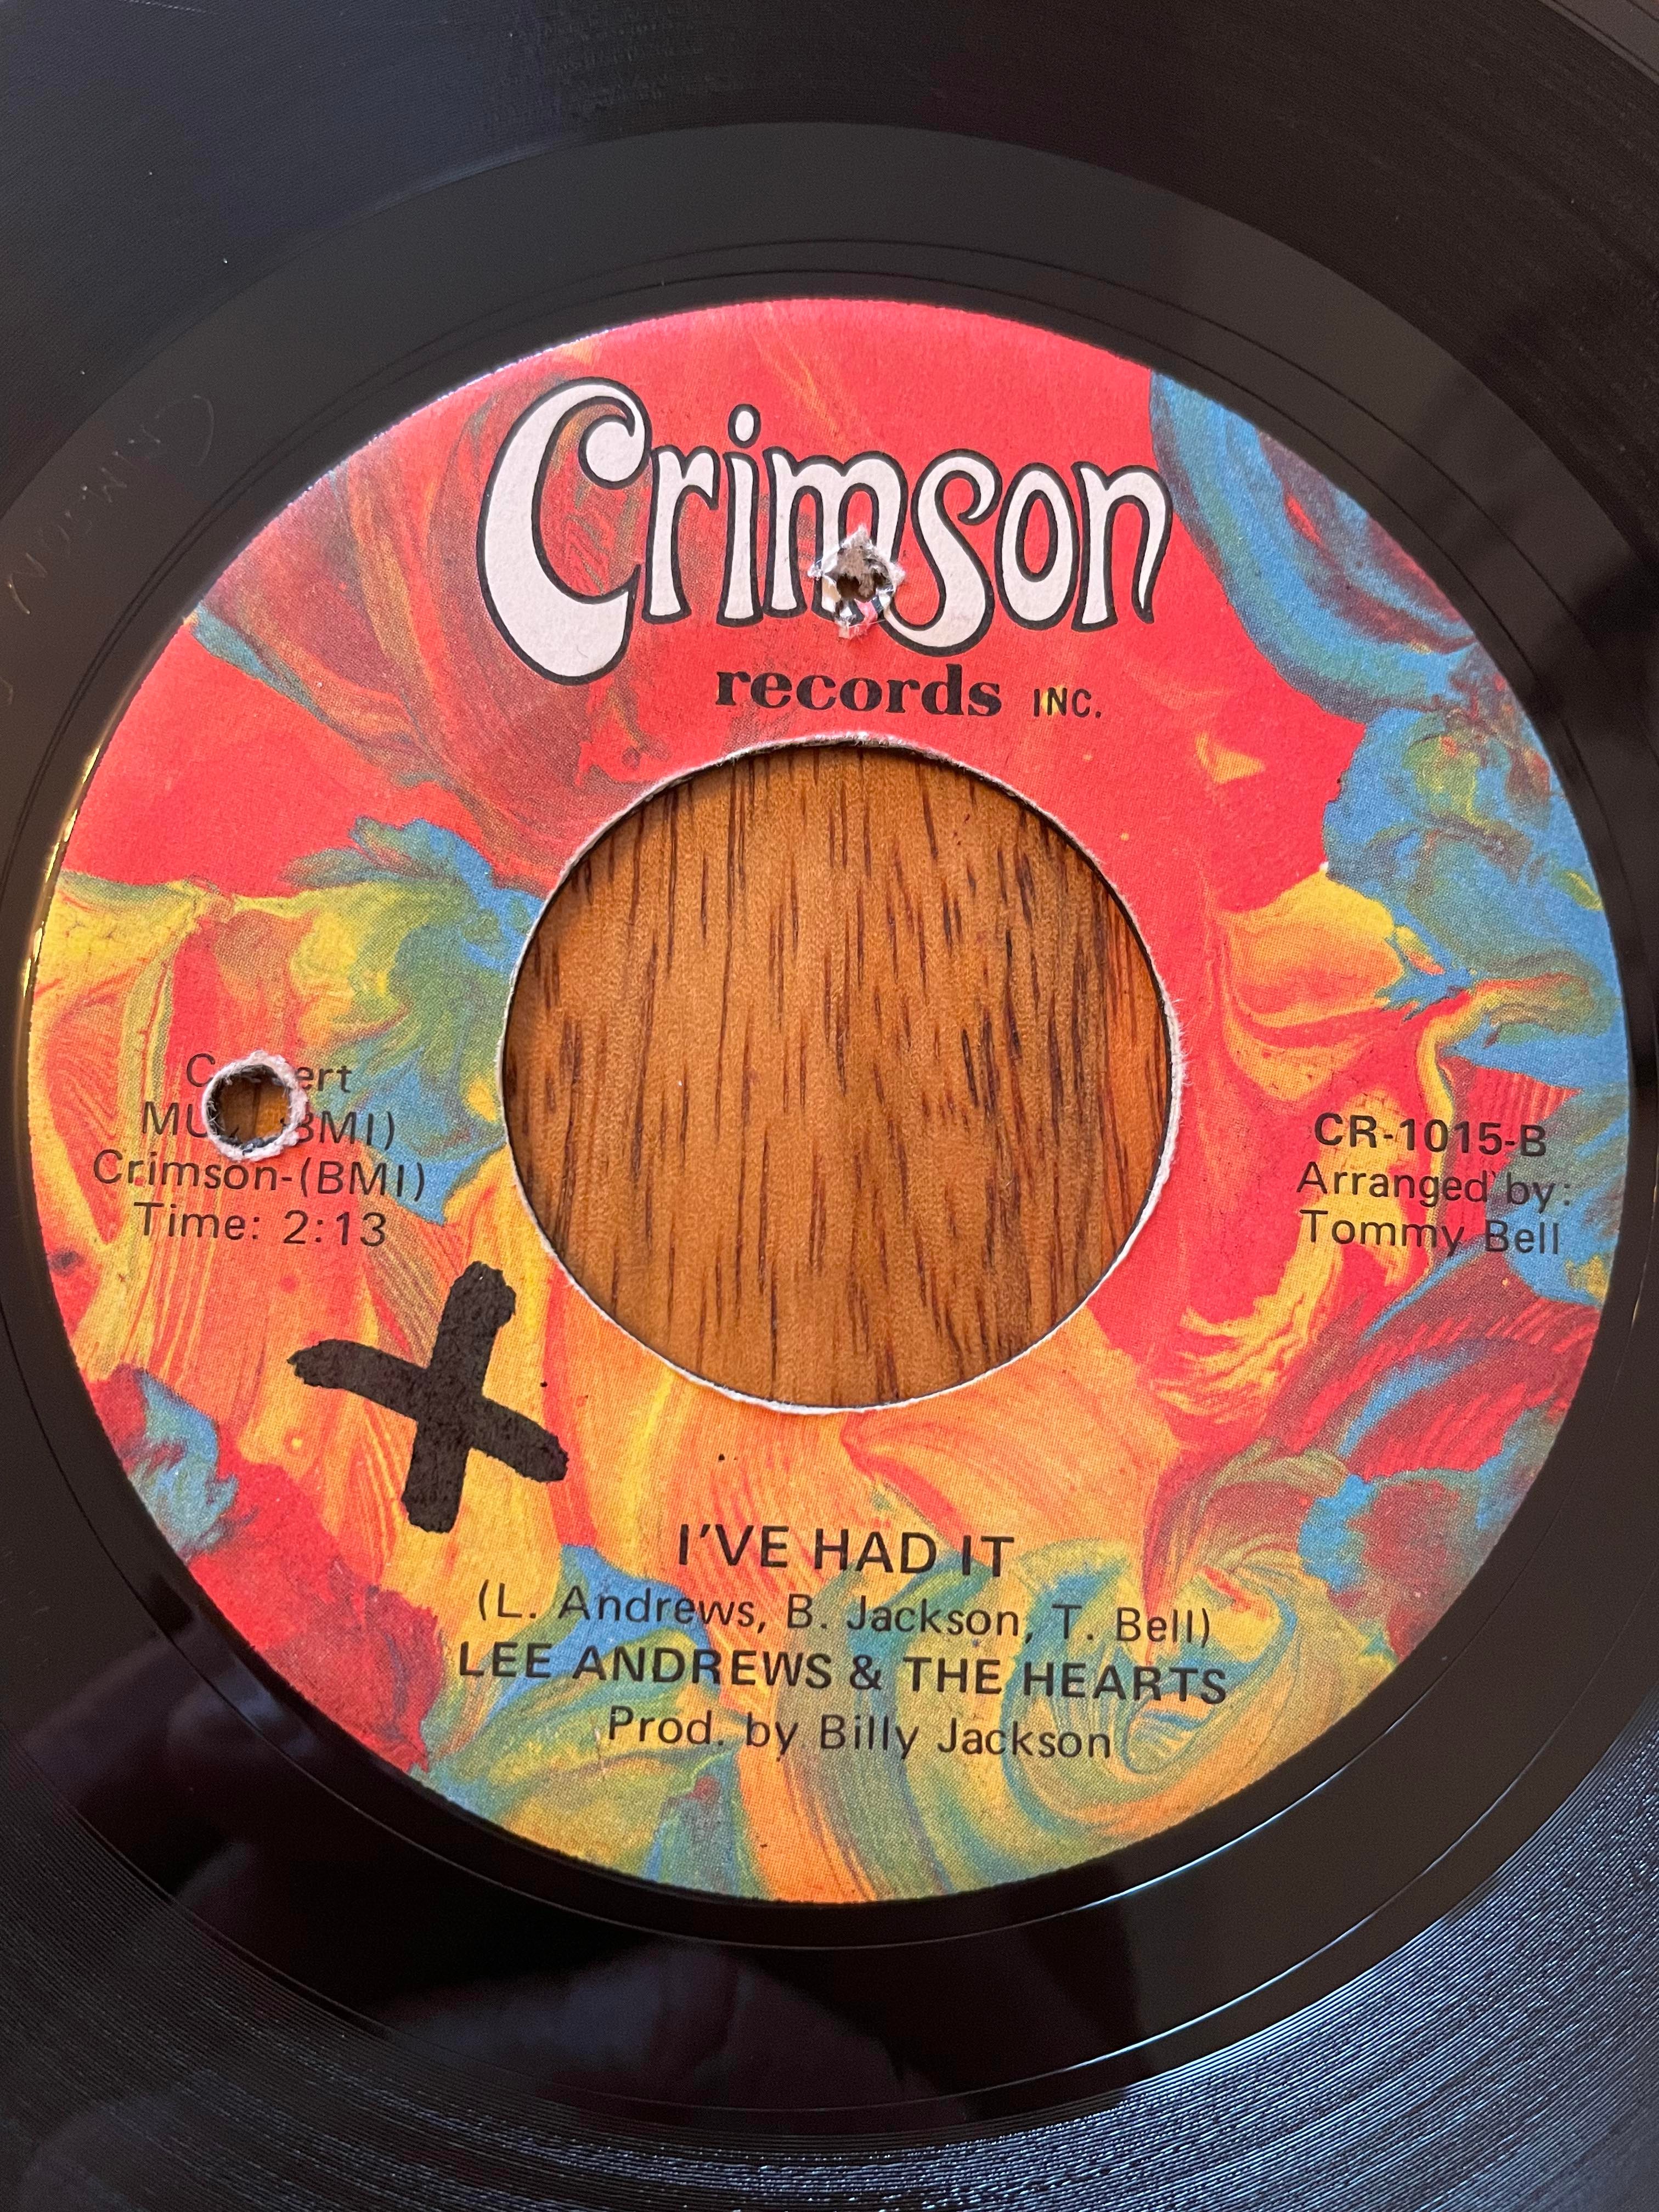 Crimson
records INC.
(BMI)
Crimson-(BMI)
Time: 2:13
CR-1015-B
Arranged by:
Tommy Bell
I'VE HAD IT
(L. Andrews, B. Jackson, T. Bell)
LEE ANDREWS & THE HEARTS
Prod. by Billy Jackson